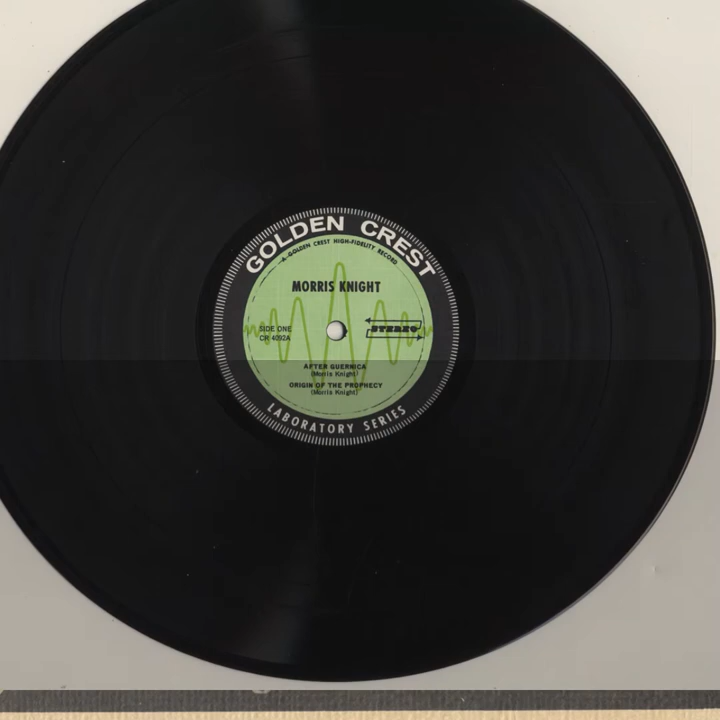 GOLDEN CREST
A GOLDEN CREST HIGH-FIDELITY RECORD
MORRIS KNIGHT
SIDE ONE
CR 4092A
STEREO
AFTER GUERNICA
(Morris Knight)
ORIGIN OF THE PROPHECY
(Morris Knight)
LABORATORY SERIES